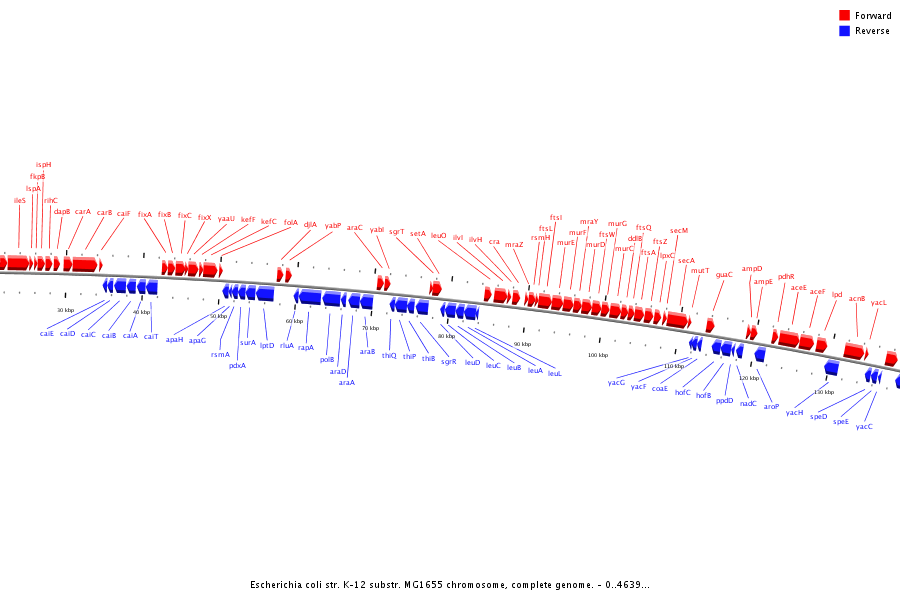 Forward
Reverse
ispH
fkpB
lspA
ileS
rihC
dapB
carA
carB
caiF
fixA
fixB
fixC
fixX
yaaU
kefF
kefC
folA
djlA
yabP
araC
yabI
sgrT
setA
leuO
ilvI
ilvH
cra
mraZ
rsmH
ftsL
ftsI
murE
murF
mraY
murD
ftsW
murG
murC
ddlB
ftsQ
ftsA
ftsZ
lpxC
secM
secA
mutT
guaC
ampD
ampE
pdhR
aceE
aceF
lpd
acnB
yacL
30 kbp
40 kbp
50 kbp
60 kbp
70 kbp
80 kbp
90 kbp
100 kbp
110 kbp
120 kbp
130 kbp
caiE
caiD
caiC
caiB
caiA
caiT
apaH
apaG
rsmA
pdxA
surA
lptD
rluA
rapA
polB
araD
araA
araB
thiQ
thiP
thiB
sgrR
leuD
leuC
leuB
leuA
leuL
yacG
yacF
coaE
hofC
hofB
ppdD
nadC
aroP
yacH
speD
speE
yacC
Escherichia coli str. K-12 substr. MG1655 chromosome, complete genome. - 0..4639...